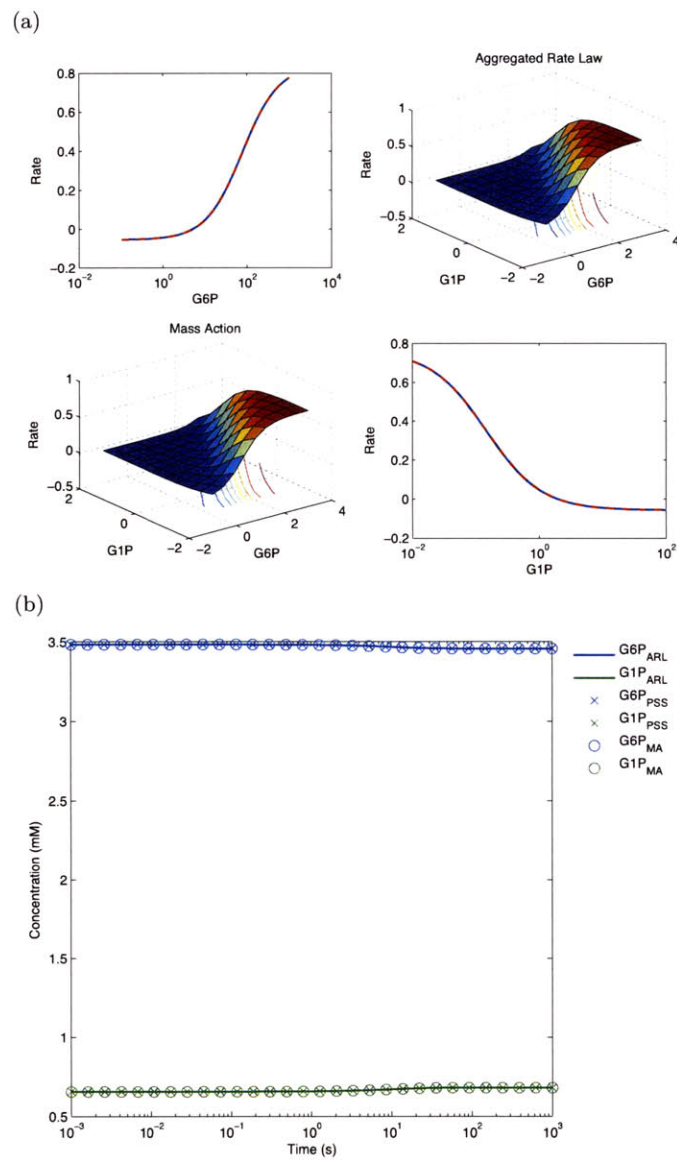 (a)
Aggregated Rate Law
0.8
0.6
0.4
0.2
0
−0.2
Rate
10^−2
10^0
10^2
10^4
G6P
1
0.5
0
−0.5
Rate
2
0
−2
G1P
−2
0
2
4
G6P
Mass Action
1
0.5
0
−0.5
Rate
2
0
−2
G1P
−2
0
2
4
G6P
0.8
0.6
0.4
0.2
0
−0.2
Rate
10^−2
10^0
10^2
G1P
(b)
3.5
3
2.5
2
1.5
1
0.5
Concentration (mM)
10^−3
10^−2
10^−1
10^0
10^1
10^2
10^3
Time (s)
G6P_ARL
G1P_ARL
G6P_PSS
G1P_PSS
G6P_MA
G1P_MA